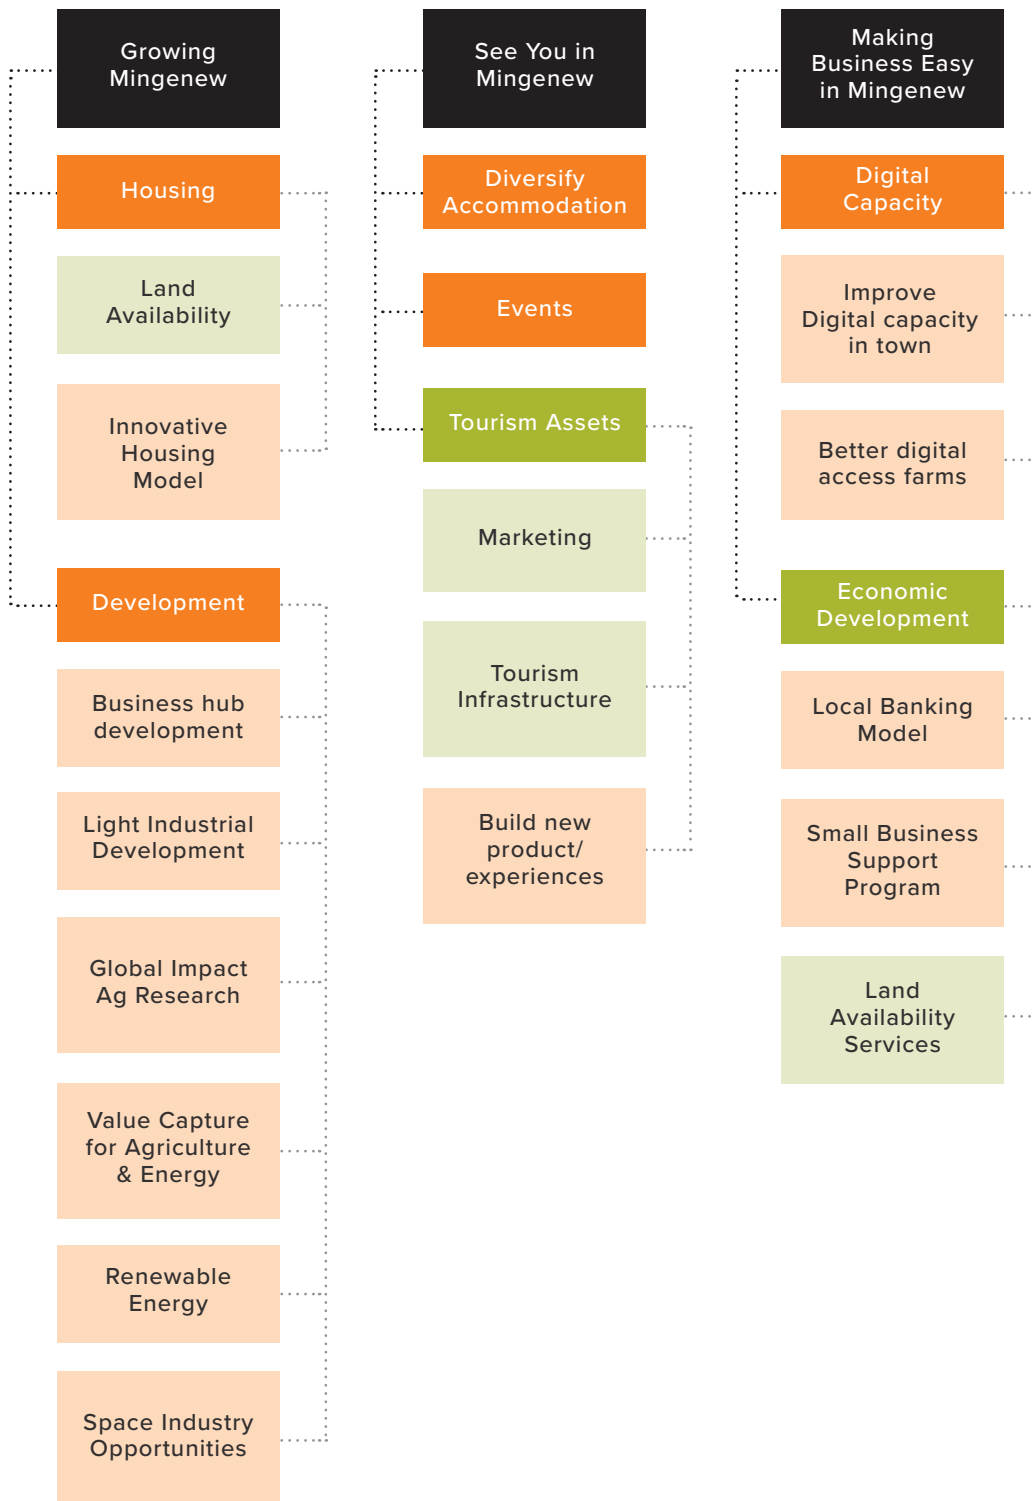 Growing
Mingenew
Housing
Land
Availability
Innovative
Housing
Model
Development
Business hub
development
Light Industrial
Development
Global Impact
Ag Research
Value Capture
for Agriculture
& Energy
Renewable
Energy
Space Industry
Opportunities
See You in
Mingenew
Diversify
Accommodation
Events
Tourism Assets
Marketing
Tourism
Infrastructure
Build new
product/
experiences
Making
Business Easy
in Mingenew
Digital
Capacity
Improve
Digital capacity
in town
Better digital
access farms
Economic
Development
Local Banking
Model
Small Business
Support
Program
Land
Availability
Services